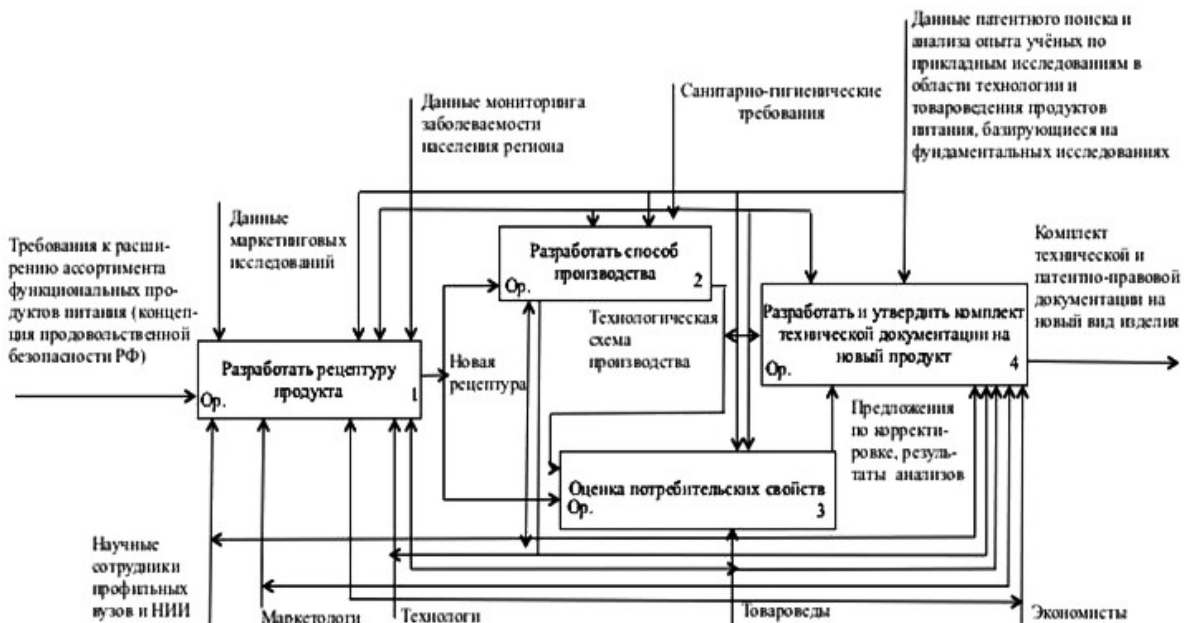 Данные патентного поиска и
анализа опыта учёных по
прикладным исследованиям в
области технологии и
товароведения продуктов
питания, базирующиеся на
фундаментальных исследованиях
Санитарно-гигиенические
требования
Данные мониторинга
заболеваемости
населения региона
Данные
маркетинговых
исследований
Требования к расши-
рению ассортимента
функциональных про-
дуктов питания (концеп-
ция продовольственной
безопасности РФ)
Разработать способ
производства
Ор.
2
Комплект
технической и
патентно-правовой
документации на
новый вид изделия
Разработать и утвердить комплект
технической документации на
новый продукт
Ор.
4
Технологическая
схема
производства
Разработать рецептуру
продукта
Ор.
1
Новая
рецептура
Предложения
по корректи-
ровке, резуль-
таты анализов
Оценка потребительских свойств
Ор.
3
Научные
сотрудники
профильных
вузов и НИИ
Маркетологи
Технологи
Товароведы
Экономисты